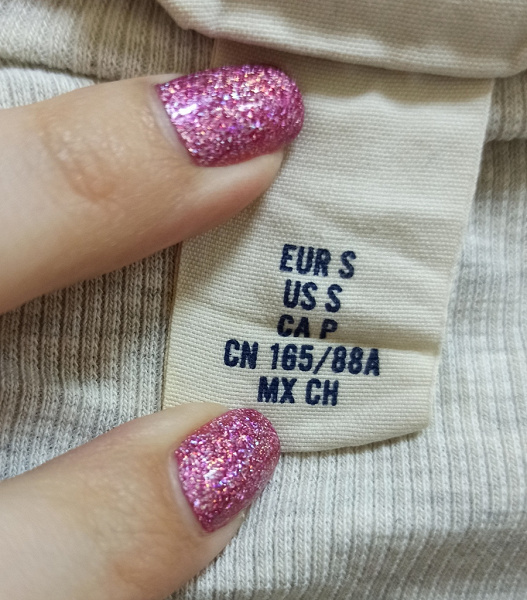 EUR S
US S
CA P
CN 165/88A
MX CH